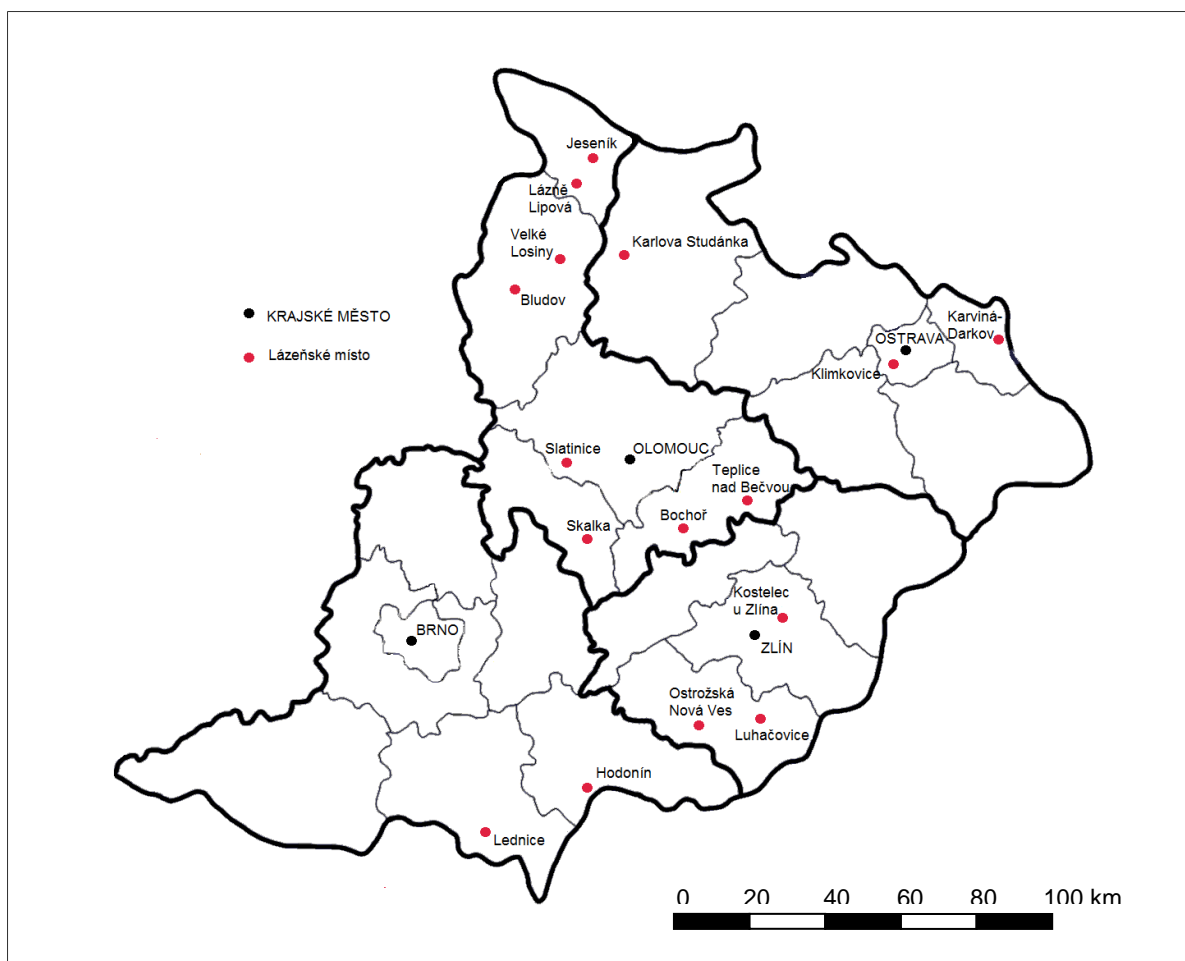 Jeseník
Lázně
Lipová
Velké
Losiny
Karlova Studánka
Bludov
KRAJSKÉ MĚSTO
Lázeňské místo
Karviná-
Darkov
OSTRAVA
Klimkovice
Slatinice
OLOMOUC
Teplice
nad Bečvou
Bochoř
Skalka
Kostelec
u Zlína
BRNO
ZLÍN
Ostrožská
Nová Ves
Luhačovice
Hodonín
Lednice
0 20 40 60 80 100 km